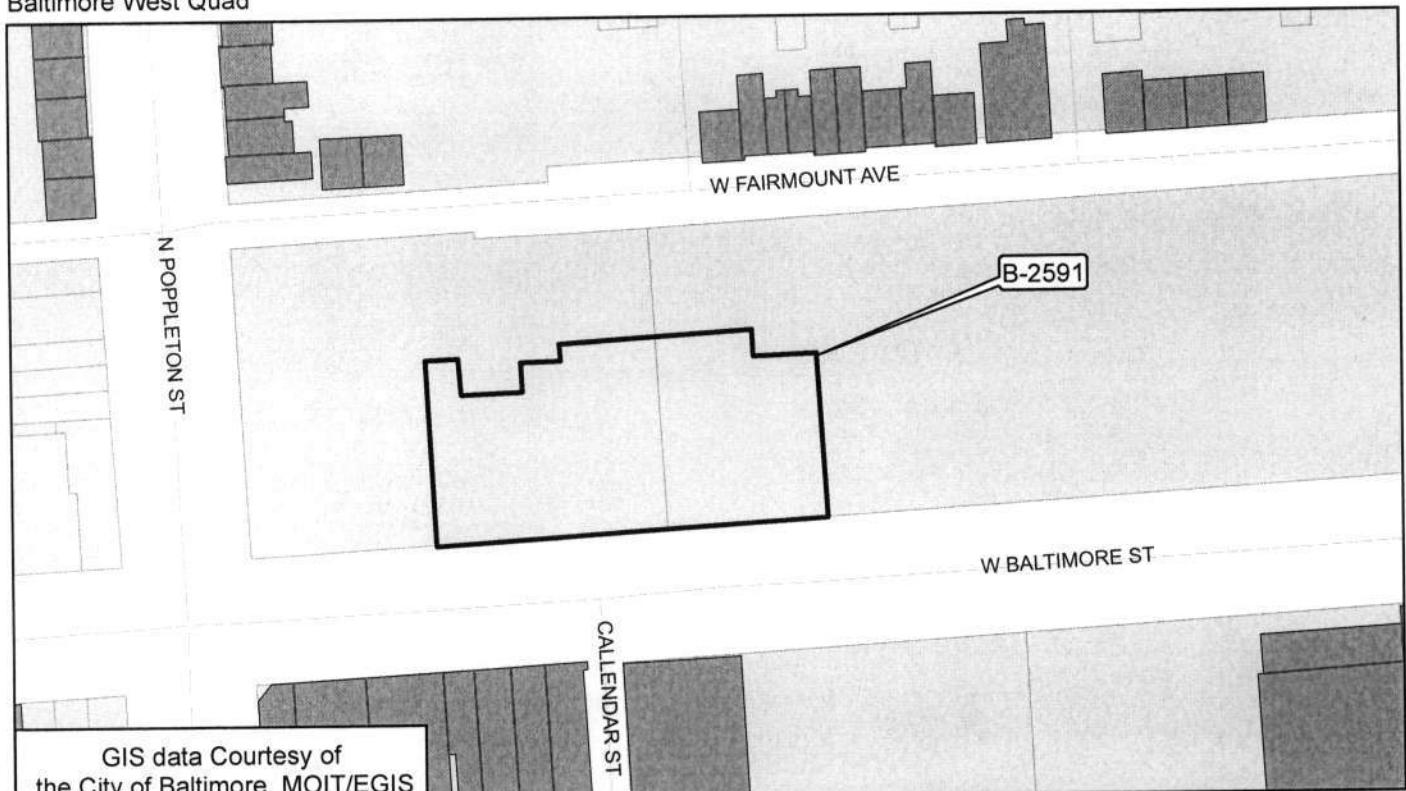 Baltimore West Quad
W FAIRMOUNT AVE
B-2591
N POPPLETON ST
W BALTIMORE ST
CALLENDAR ST
GIS data Courtesy of
the City of Baltimore, MOIT/EGIS